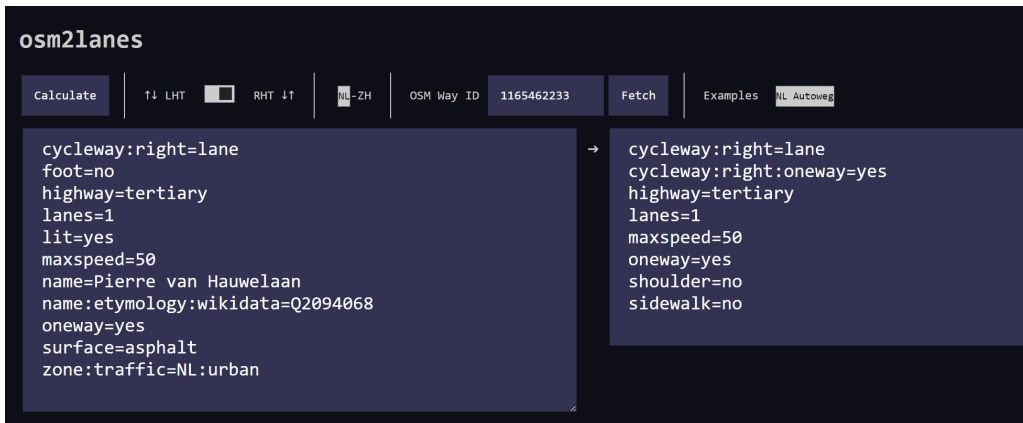 osm2lanes
Calculate ↑↓ LHT RHT ↓↑ NL-ZH OSM Way ID 1165462233 Fetch Examples NL Autoweg
cycleway:right=lane
foot=no
highway=tertiary
lanes=1
lit=yes
maxspeed=50
name=Pierre van Hauwelaan
name:etymology:wikidata=Q2094068
oneway=yes
surface=asphalt
zone:traffic=NL:urban
→
cycleway:right=lane
cycleway:right:oneway=yes
highway=tertiary
lanes=1
maxspeed=50
oneway=yes
shoulder=no
sidewalk=no